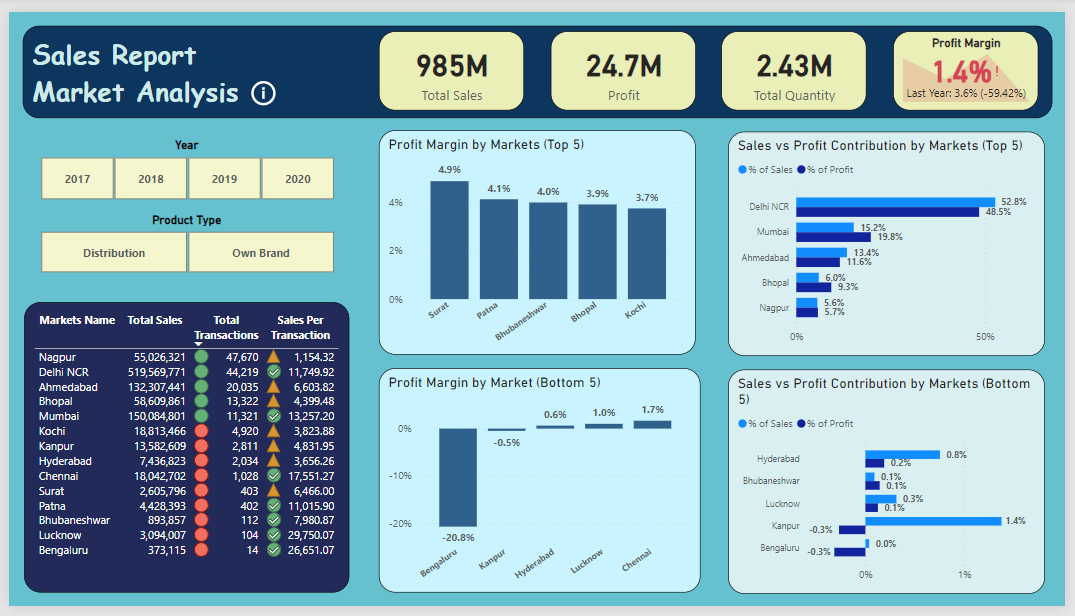 Sales Report
Market Analysis
985M
Total Sales
24.7M
Profit
2.43M
Total Quantity
Profit Margin
1.4%!
Last Year: 3.6% (-59.42%)
Year
2017 2018 2019 2020
Product Type
Distribution Own Brand
Markets Name Total Sales Total Transactions Sales Per Transaction
Nagpur 55,026,321 47,670 1,154.32
Delhi NCR 519,569,771 44,219 11,749.92
Ahmedabad 132,307,441 20,035 6,603.82
Bhopal 58,609,861 13,322 4,399.48
Mumbai 150,084,801 11,321 13,257.20
Kochi 18,813,466 4,920 3,823.88
Kanpur 13,582,609 2,811 4,831.95
Hyderabad 7,436,823 2,034 3,656.26
Chennai 18,042,702 1,028 17,551.27
Surat 2,605,796 403 6,466.00
Patna 4,428,393 402 11,015.90
Bhubaneshwar 893,857 112 7,980.87
Lucknow 3,094,007 104 29,750.07
Bengaluru 373,115 14 26,651.07
Profit Margin by Markets (Top 5)
4.9% 4.1% 4.0% 3.9% 3.7%
4%
2%
0%
Surat Patna Bhubaneshwar Bhopal Kochi
Sales vs Profit Contribution by Markets (Top 5)
% of Sales % of Profit
Delhi NCR 52.8% 48.5%
Mumbai 15.2% 19.8%
Ahmedabad 13.4% 11.6%
Bhopal 6.0% 9.3%
Nagpur 5.6% 5.7%
0% 50%
Profit Margin by Market (Bottom 5)
0.6% 1.0% 1.7%
0%
-0.5%
-10%
-20%
-20.8%
Bengaluru Kanpur Hyderabad Lucknow Chennai
Sales vs Profit Contribution by Markets (Bottom
5)
% of Sales % of Profit
Hyderabad 0.8% 0.2%
Bhubaneshwar 0.1% 0.1%
Lucknow 0.3% 0.1%
Kanpur 1.4% -0.3%
Bengaluru 0.0% -0.3%
0% 1%